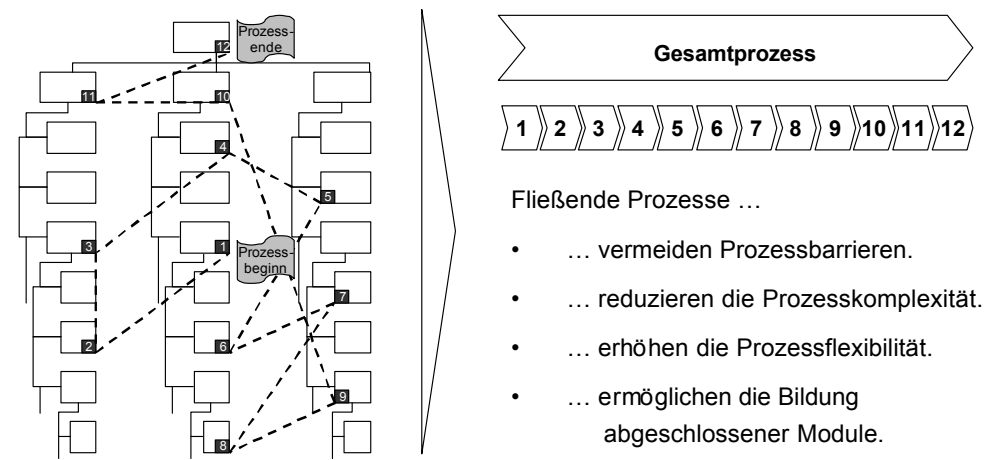 Prozess-
ende
12
11
10
4
5
3
1
Prozess-
beginn
7
2
6
9
8
Gesamtprozess
1 2 3 4 5 6 7 8 9 10 11 12
Fließende Prozesse …
• … vermeiden Prozessbarrieren.
• … reduzieren die Prozesskomplexität.
• … erhöhen die Prozessflexibilität.
• … ermöglichen die Bildung
abgeschlossener Module.